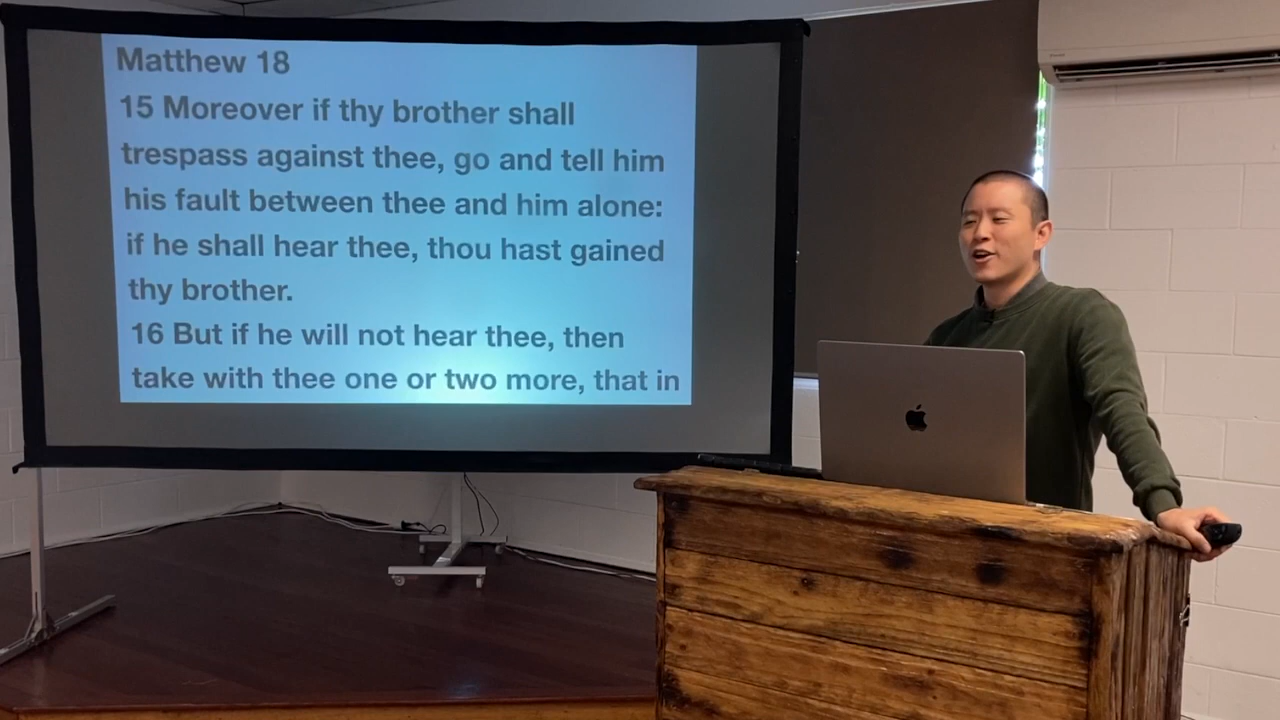 Matthew 18
15 Moreover if thy brother shall
trespass against thee, go and tell him
his fault between thee and him alone:
if he shall hear thee, thou hast gained
thy brother.
16 But if he will not hear thee, then
take with thee one or two more, that in